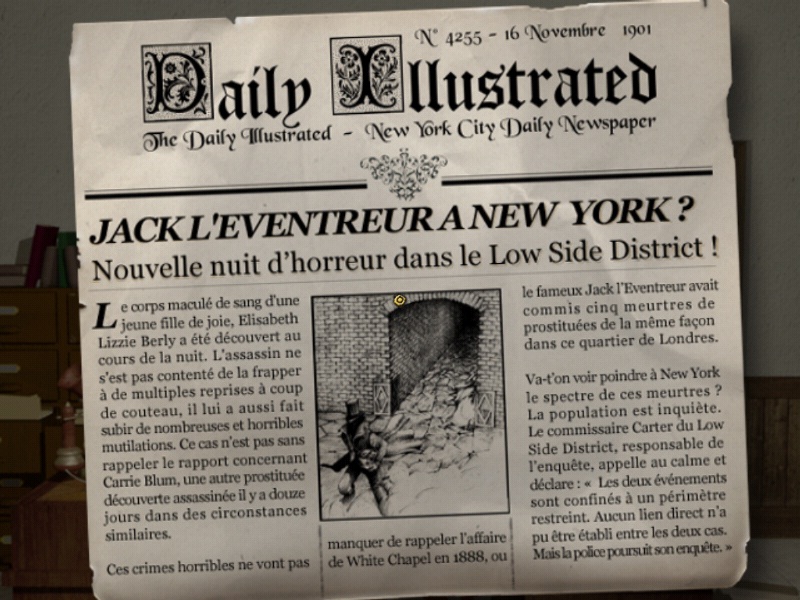 N° 4255 - 16 Novembre 1901
Daily Illustrated
The Daily Illustrated - New York City Daily Newspaper
JACK L'EVENTREUR A NEW YORK ?
Nouvelle nuit d'horreur dans le Low Side District !
Le corps maculé de sang d'une
jeune fille de joie, Elisabeth
Lizzie Berly a été découvert au
cours de la nuit. L'assassin ne
s'est pas contenté de la frapper
à de multiples reprises à coup
de couteau, il lui a aussi fait
subir de nombreuses et horribles
mutilations. Ce cas n'est pas sans
rappeler le rapport concernant
Carrie Blum, une autre prostituée
découverte assassinée il y a douze
jours dans des circonstances
similaires.
Ces crimes horribles ne vont pas
manquer de rappeler l'affaire
de White Chapel en 1888, ou
le fameux Jack l'Eventreur avait
commis cinq meurtres de
prostituées de la même façon
dans ce quartier de Londres.
Va-t'on voir poindre à New York
le spectre de ces meurtres ?
La population est inquiète.
Le commissaire Carter du Low
Side District, responsable de
l'enquête, appelle au calme et
déclare : « Les deux événements
sont confinés à un périmètre
restreint. Aucun lien direct n'a
pu être établi entre les deux cas.
Mais la police poursuit son enquête. »